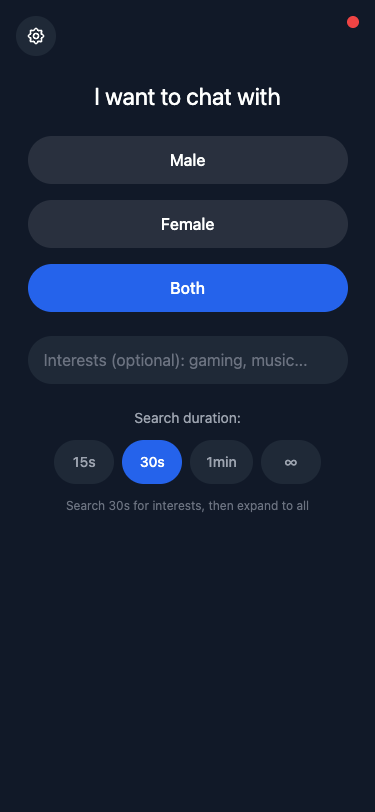 I want to chat with
Male
Female
Both
Interests (optional): gaming, music...
Search duration:
15s 30s 1min ∞
Search 30s for interests, then expand to all